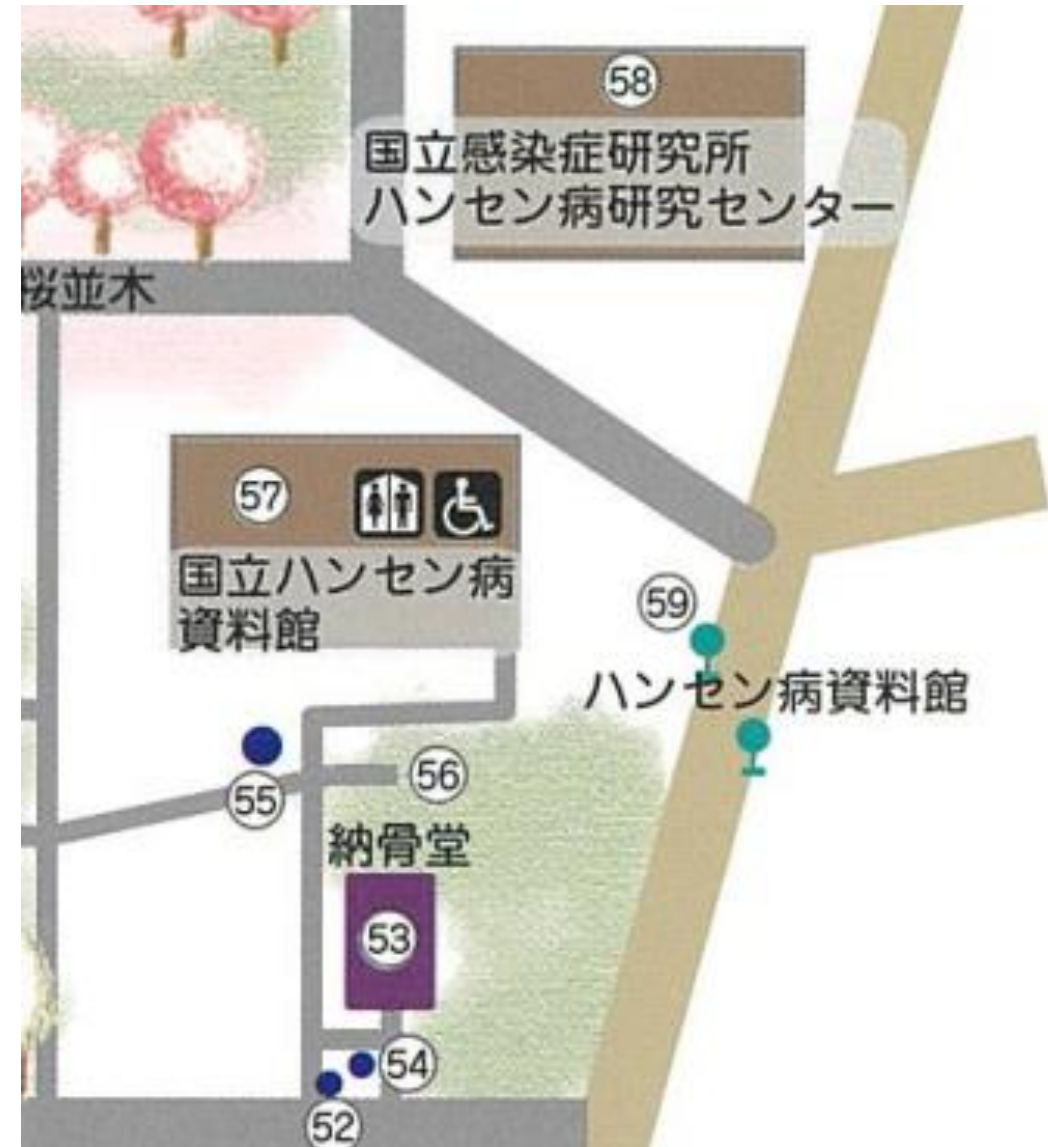 58
国立感染症研究所
ハンセン病研究センター
桜並木
57
国立ハンセン病
資料館
59
ハンセン病資料館
55
56
納骨堂
53
54
52